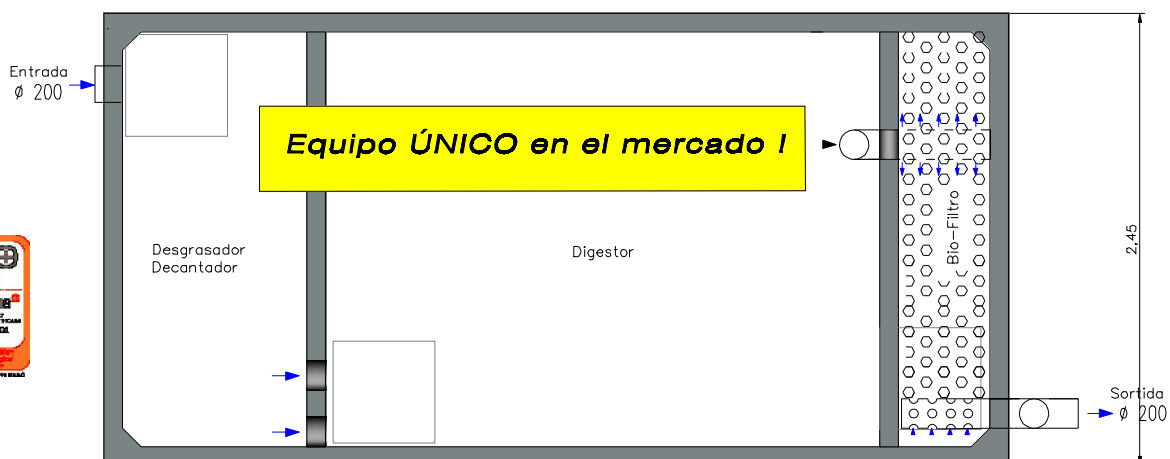 Entrada
ø 200
Equipo ÚNICO en el mercado !
Desgrasador
Decantador
Digestor
Bio-Filtro
2,45
Sortida
ø 200